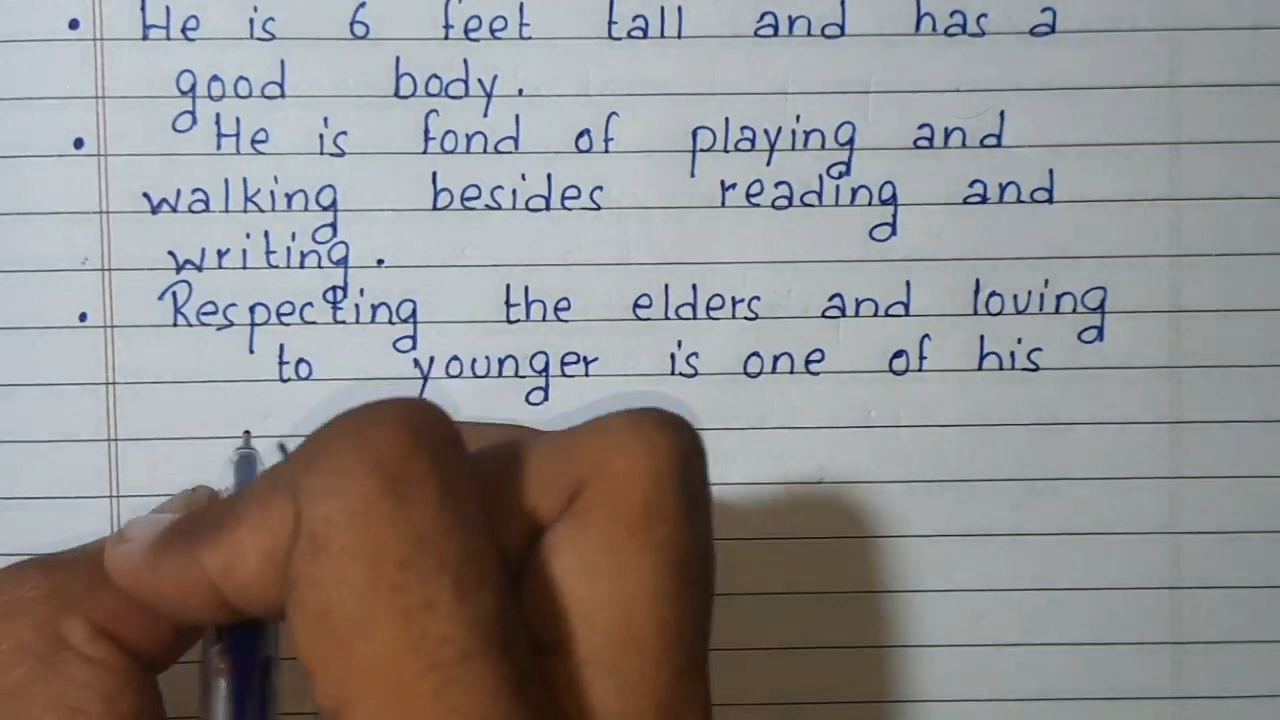 • He is 6 feet tall and has a
good body.
• He is fond of playing and
walking besides reading and
writing.
• Respecting the elders and loving
to younger is one of his